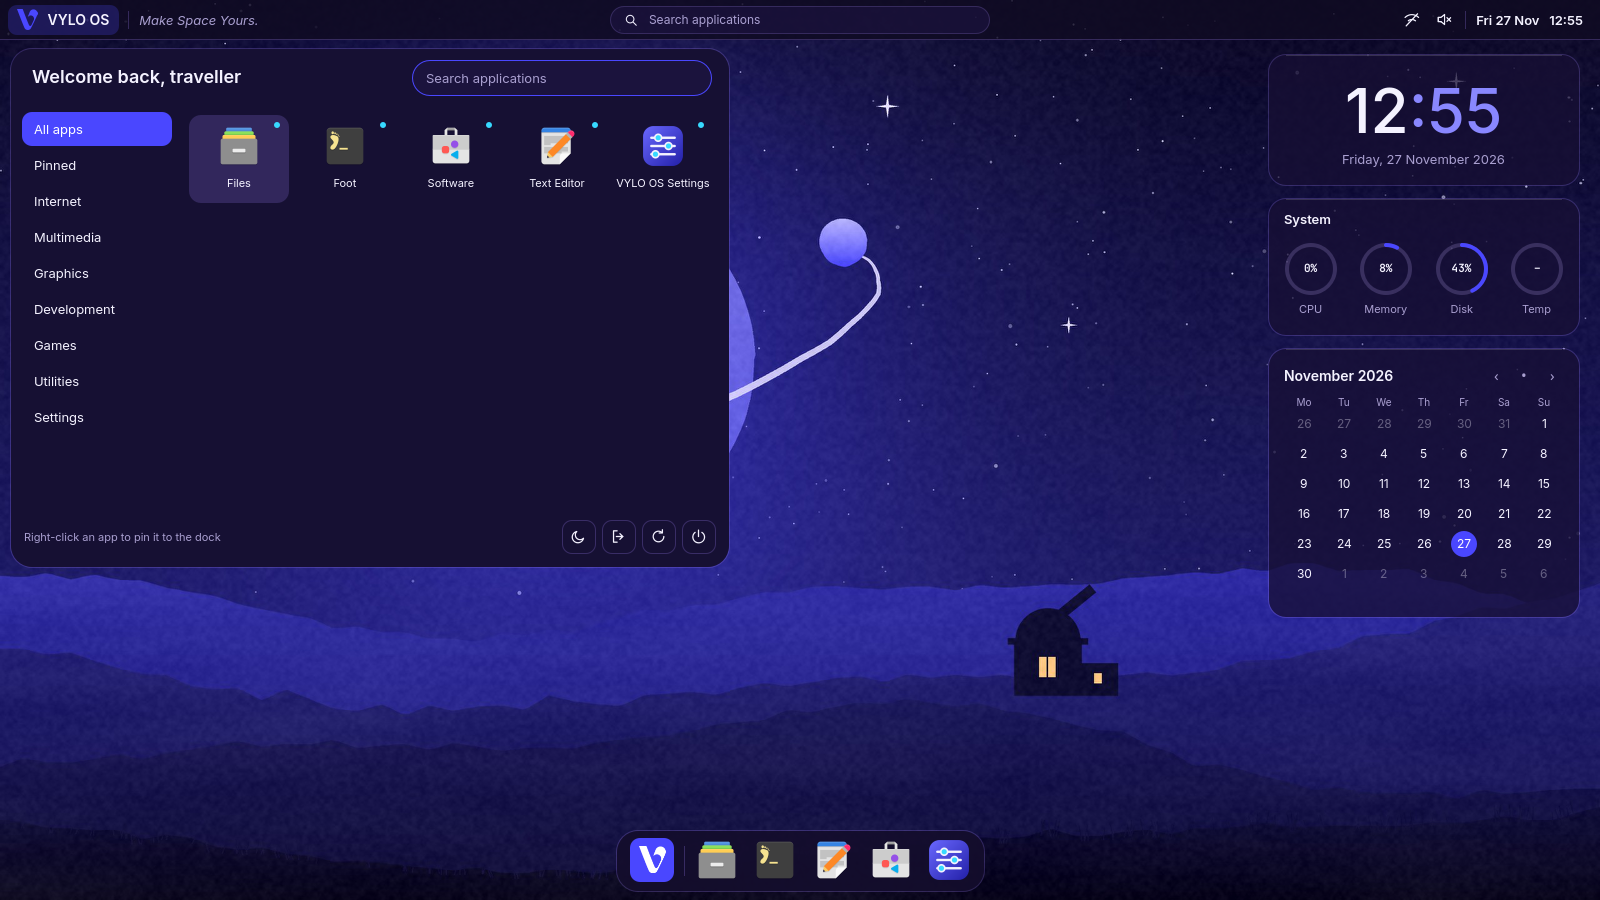 VYLO OS
Make Space Yours.
Search applications
Fri 27 Nov 12:55
Welcome back, traveller
Search applications
All apps
Pinned
Internet
Multimedia
Graphics
Development
Games
Utilities
Settings
Files
Foot
Software
Text Editor
VYLO OS Settings
Right-click an app to pin it to the dock
12:55
Friday, 27 November 2026
System
0% 8% 43% –
CPU Memory Disk Temp
November 2026
Mo Tu We Th Fr Sa Su
26 27 28 29 30 31 1
2 3 4 5 6 7 8
9 10 11 12 13 14 15
16 17 18 19 20 21 22
23 24 25 26 27 28 29
30 1 2 3 4 5 6